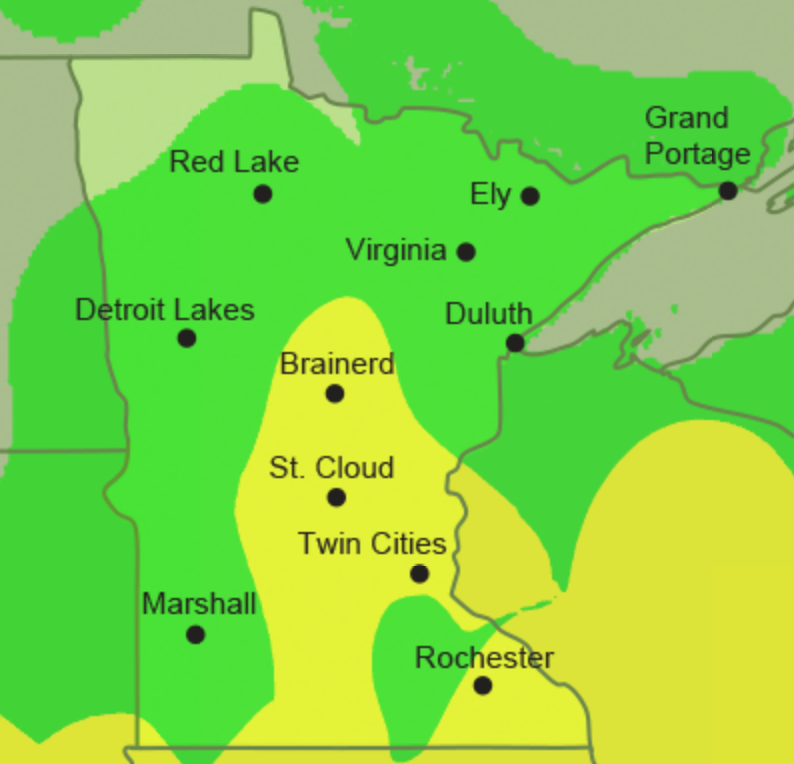 Grand
Portage
Red Lake
Ely
Virginia
Detroit Lakes
Duluth
Brainerd
St. Cloud
Twin Cities
Marshall
Rochester